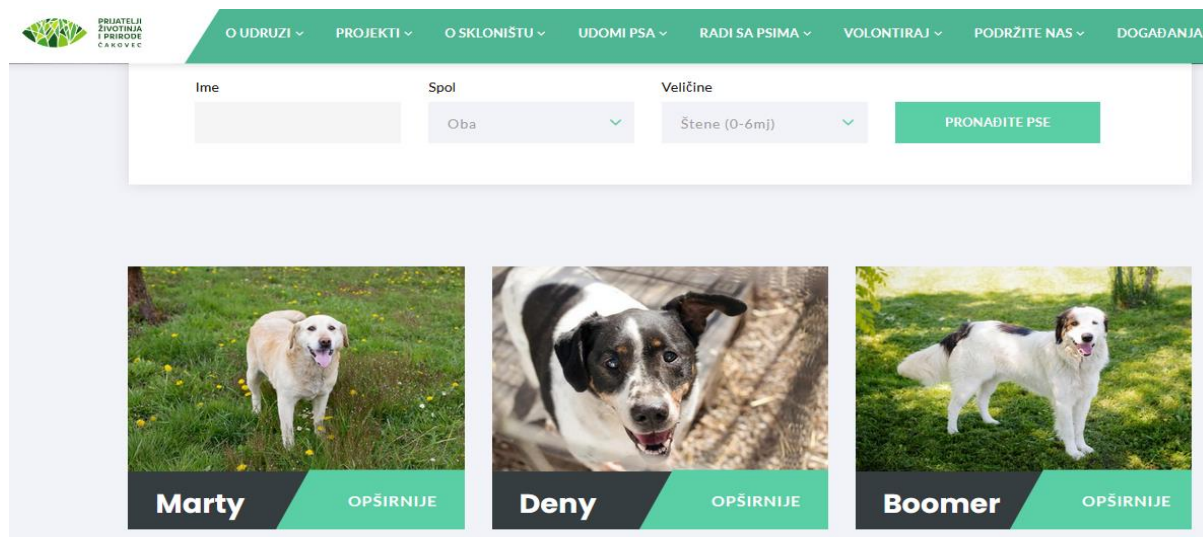 PRIJATELJI
ŽIVOTINJA
I PRIRODE
ČAKOVEC
O UDRUZI PROJEKTI O SKLONIŠTU UDOMI PSA RADI SA PSIMA VOLONTIRAJ PODRŽITE NAS DOGAĐANJA
Ime Spol Veličine
Oba Štene (0-6mj) PRONAĐITE PSE
Marty OPŠIRNIJE Deny OPŠIRNIJE Boomer OPŠIRNIJE